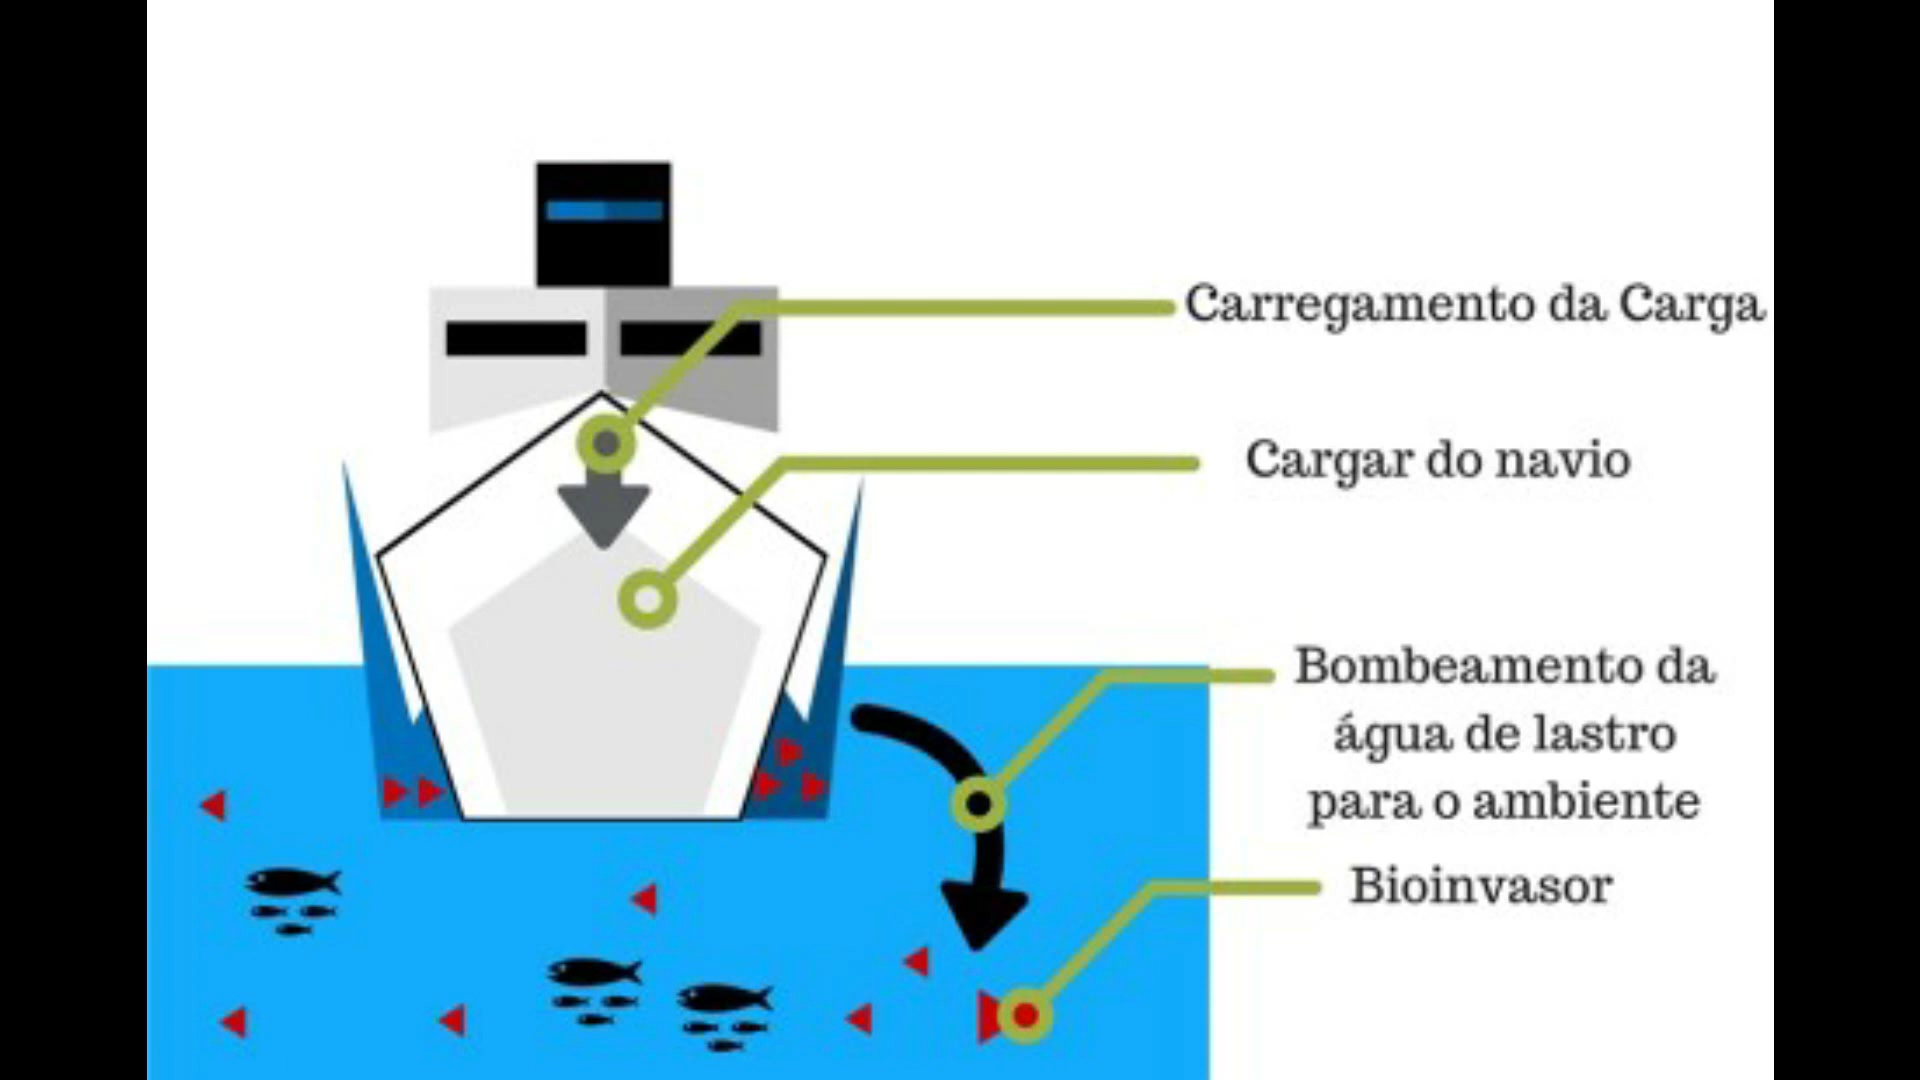 Carregamento da Carga
Cargar do navio
Bombeamento da
água de lastro
para o ambiente
Bioinvasor